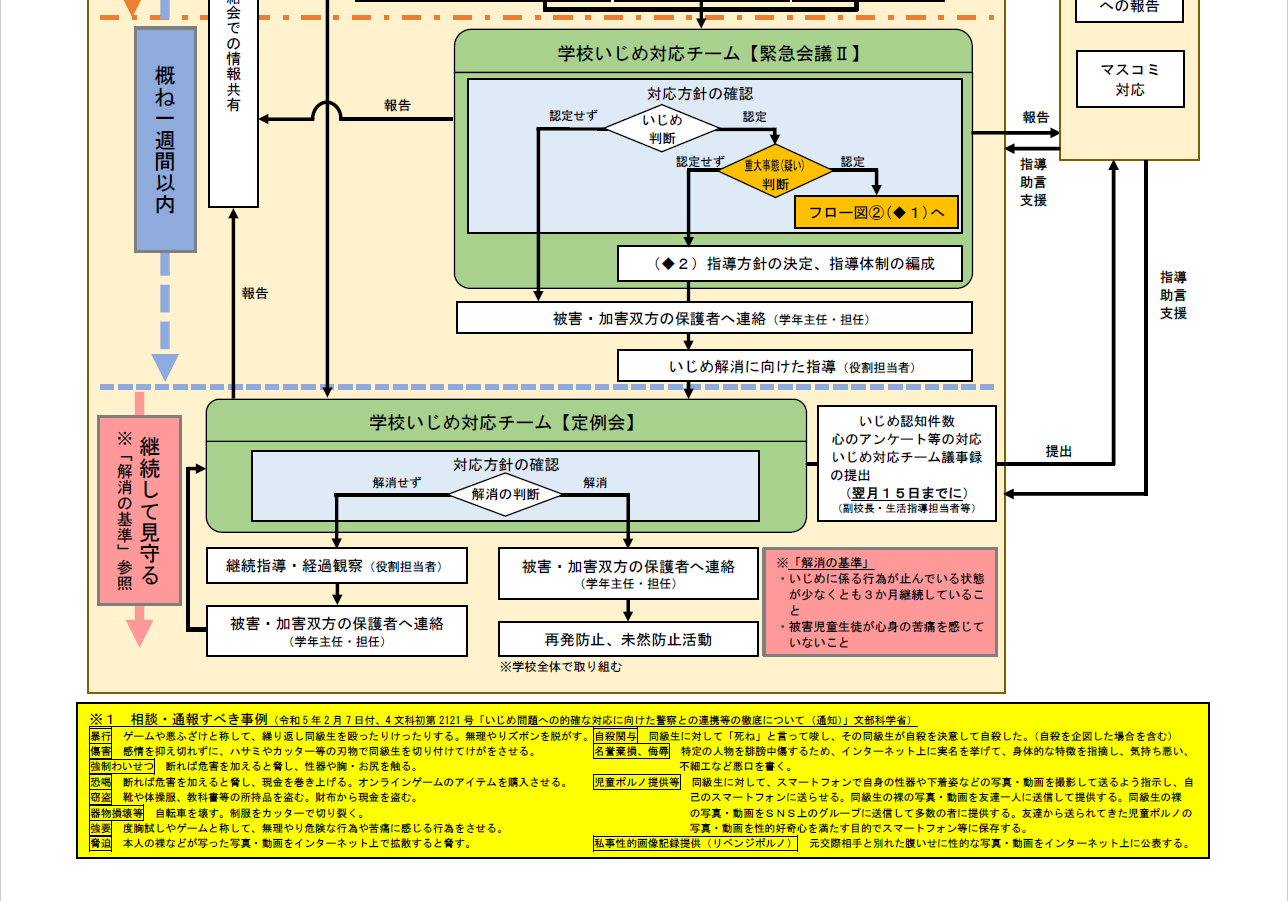 への報告
マスコミ
対応
会での情報共有
概ね一週間以内
学校いじめ対応チーム【緊急会議Ⅱ】
対応方針の確認
認定せず
いじめ
判断
認定
認定せず
重大事態(疑い)
判断
認定
フロー図②(◆１)へ
（◆２）指導方針の決定、指導体制の編成
報告
報告
指導
助言
支援
報告
指導
助言
支援
被害・加害双方の保護者へ連絡（学年主任・担任）
いじめ解消に向けた指導（役割担当者）
継続して見守る
※「解消の基準」参照
学校いじめ対応チーム【定例会】
対応方針の確認
解消せず
解消の判断
解消
いじめ認知件数
心のアンケート等の対応
いじめ対応チーム議事録
の提出
（翌月１５日までに）
（副校長・生活指導担当者等）
提出
継続指導・経過観察（役割担当者）
被害・加害双方の保護者へ連絡
（学年主任・担任）
被害・加害双方の保護者へ連絡
（学年主任・担任）
再発防止、未然防止活動
※学校全体で取り組む
※「解消の基準」
・いじめに係る行為が止んでいる状態
が少なくとも３か月継続しているこ
と
・被害児童生徒が心身の苦痛を感じて
いないこと
※１　相談・通報すべき事例（令和５年２月７日付、４文科初第2121号「いじめ問題への的確な対応に向けた警察との連携等の徹底について（通知）」文部科学省）
暴行　ゲームや悪ふざけと称して、繰り返し同級生を殴ったりけったりする。無理やりズボンを脱がす。
傷害　感情を抑え切れずに、ハサミやカッター等の刃物で同級生を切り付けてけがをさせる。
強制わいせつ　断れば危害を加えると脅し、性器や胸・お尻を触る。
恐喝　断れば危害を加えると脅し、現金を巻き上げる。オンラインゲームのアイテムを購入させる。
窃盗　靴や体操服、教科書等の所持品を盗む。財布から現金を盗む。
器物損壊等　自転車を壊す。制服をカッターで切り裂く。
強要　度胸試しやゲームと称して、無理やり危険な行為や苦痛に感じる行為をさせる。
脅迫　本人の裸などが写った写真・動画をインターネット上で拡散すると脅す。
自殺関与　同級生に対して「死ね」と言って唆し、その同級生が自殺を決意して自殺した。（自殺を企図した場合を含む）
名誉棄損、侮辱　特定の人物を誹謗中傷するため、インターネット上に実名を挙げて、身体的な特徴を指摘し、気持ち悪い、
不細工など悪口を書く。
児童ポルノ提供等　同級生に対して、スマートフォンで自身の性器や下着姿などの写真・動画を撮影して送るよう指示し、自
己のスマートフォンに送らせる。同級生の裸の写真・動画を友達一人に送信して提供する。同級生の裸
の写真・動画をＳＮＳ上のグループに送信して多数の者に提供する。友達から送られてきた児童ポルノの
写真・動画を性的好奇心を満たす目的でスマートフォン等に保存する。
私事性的画像記録提供（リベンジポルノ）　元交際相手と別れた腹いせに性的な写真・動画をインターネット上に公表する。